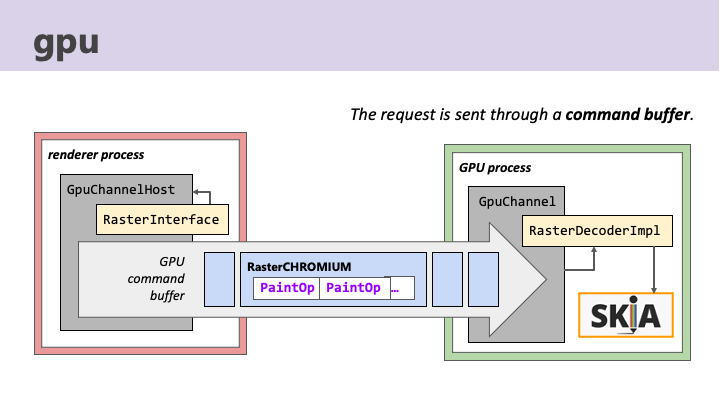 gpu
The request is sent through a command buffer.
renderer process
GpuChannelHost
RasterInterface
GPU
command
buffer
RasterCHROMIUM
PaintOp PaintOp …
GPU process
GpuChannel
RasterDecoderImpl
SKiA